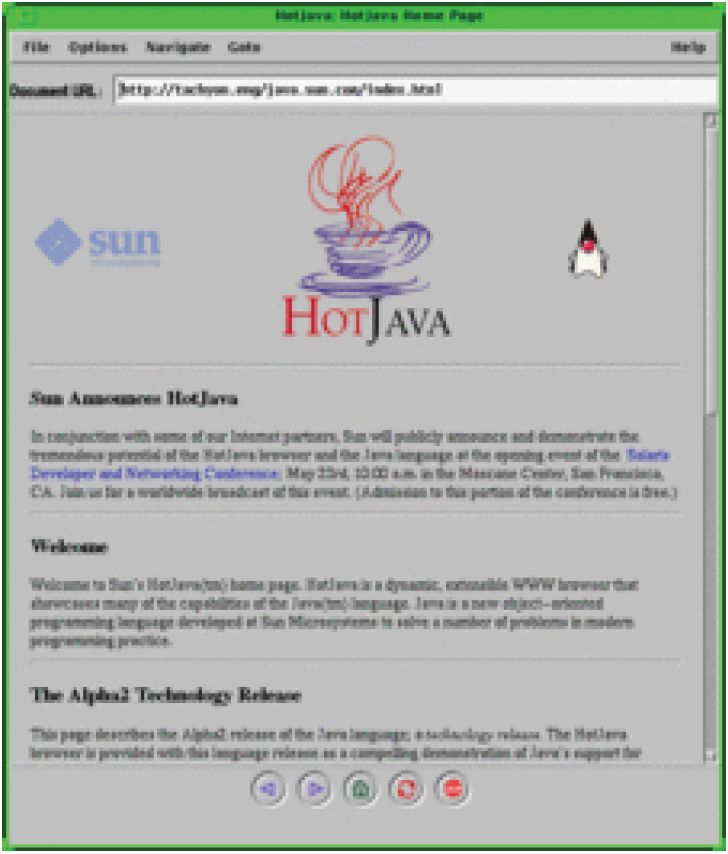 HotJava: HotJava Home Page
File Options Navigate Goto Help
Document URL: http://tachyon.eng/java.sun.com/index.html
sun
microsystems
HOTJAVA
Sun Announces HotJava
In conjunction with some of our Internet partners, Sun will publicly announce and demonstrate the
tremendous potential of the HotJava browser and the Java language at the opening event of the Solaris
Developer and Networking Conference, May 23rd, 10:00 a.m. in the Moscone Center, San Francisco,
CA. Join us for a worldwide broadcast of this event. (Admission to this portion of the conference is free.)
Welcome
Welcome to Sun's HotJava(tm) home page. HotJava is a dynamic, extensible WWW browser that
showcases many of the capabilities of the Java(tm) language. Java is a new object-oriented
programming language developed at Sun Microsystems to solve a number of problems in modern
programming practice.
The Alpha2 Technology Release
This page describes the Alpha2 release of the Java language; a technology release. The HotJava
browser is provided with this language release as a compelling demonstration of Java's support for